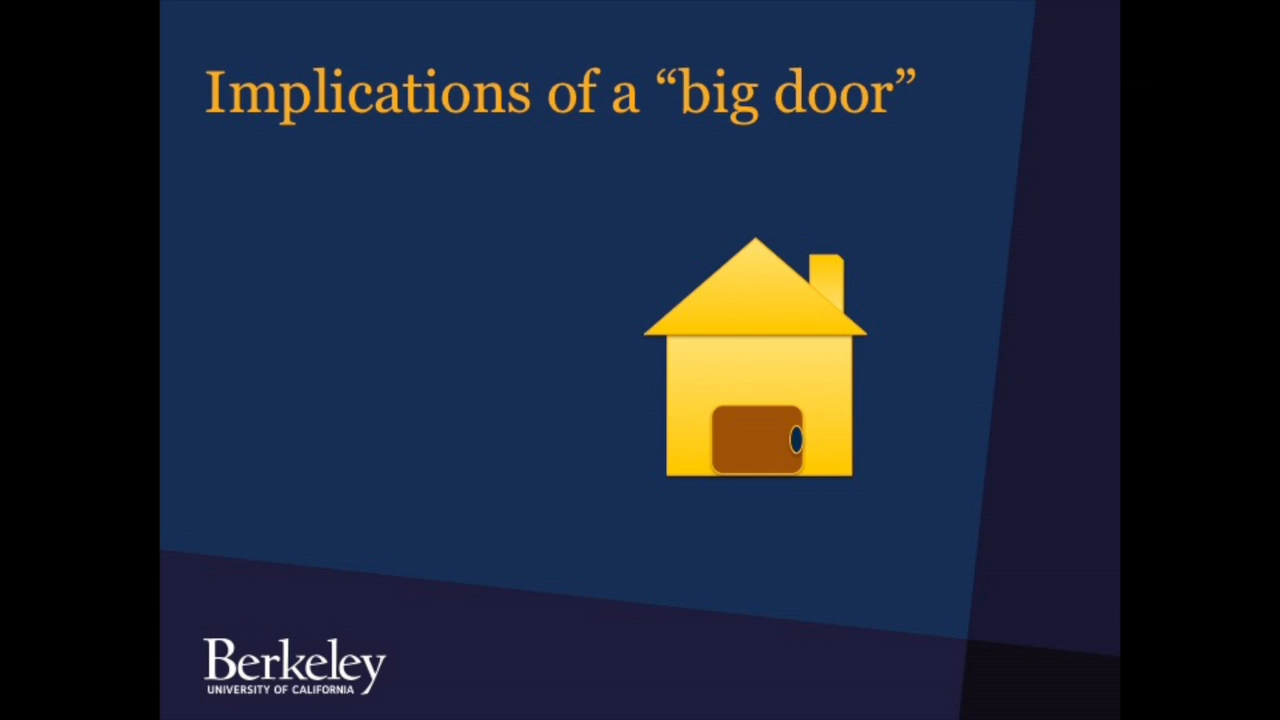 Implications of a “big door”
Berkeley
UNIVERSITY OF CALIFORNIA